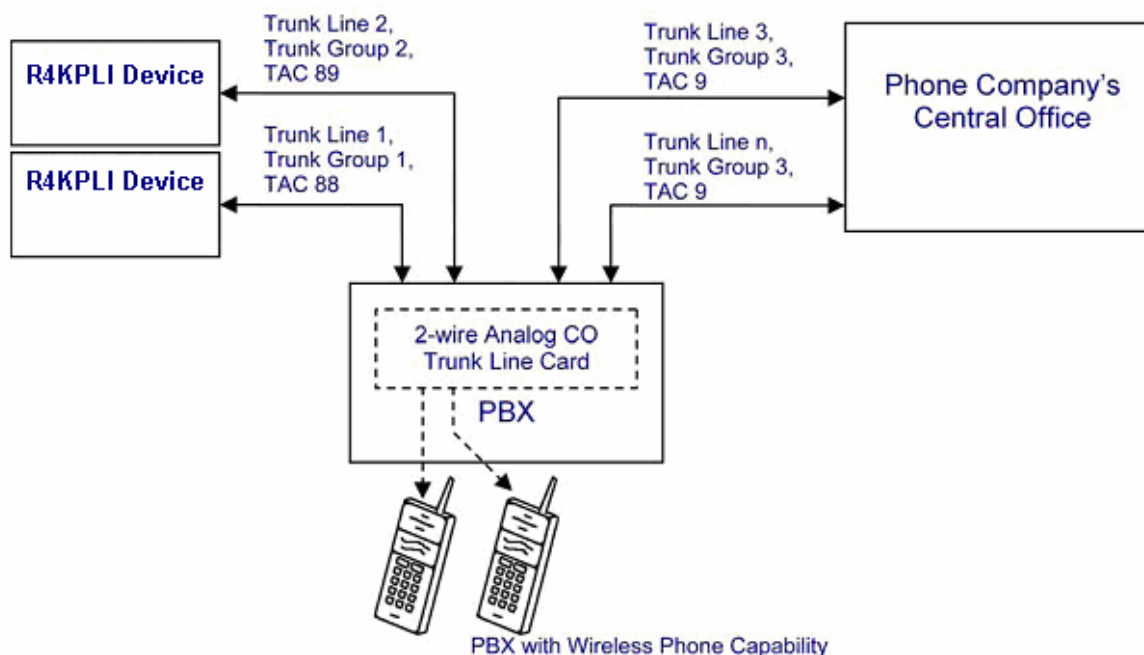 R4KPLI Device
Trunk Line 2,
Trunk Group 2,
TAC 89
R4KPLI Device
Trunk Line 1,
Trunk Group 1,
TAC 88
Trunk Line 3,
Trunk Group 3,
TAC 9
Trunk Line n,
Trunk Group 3,
TAC 9
Phone Company's
Central Office
2-wire Analog CO
Trunk Line Card
PBX
PBX with Wireless Phone Capability